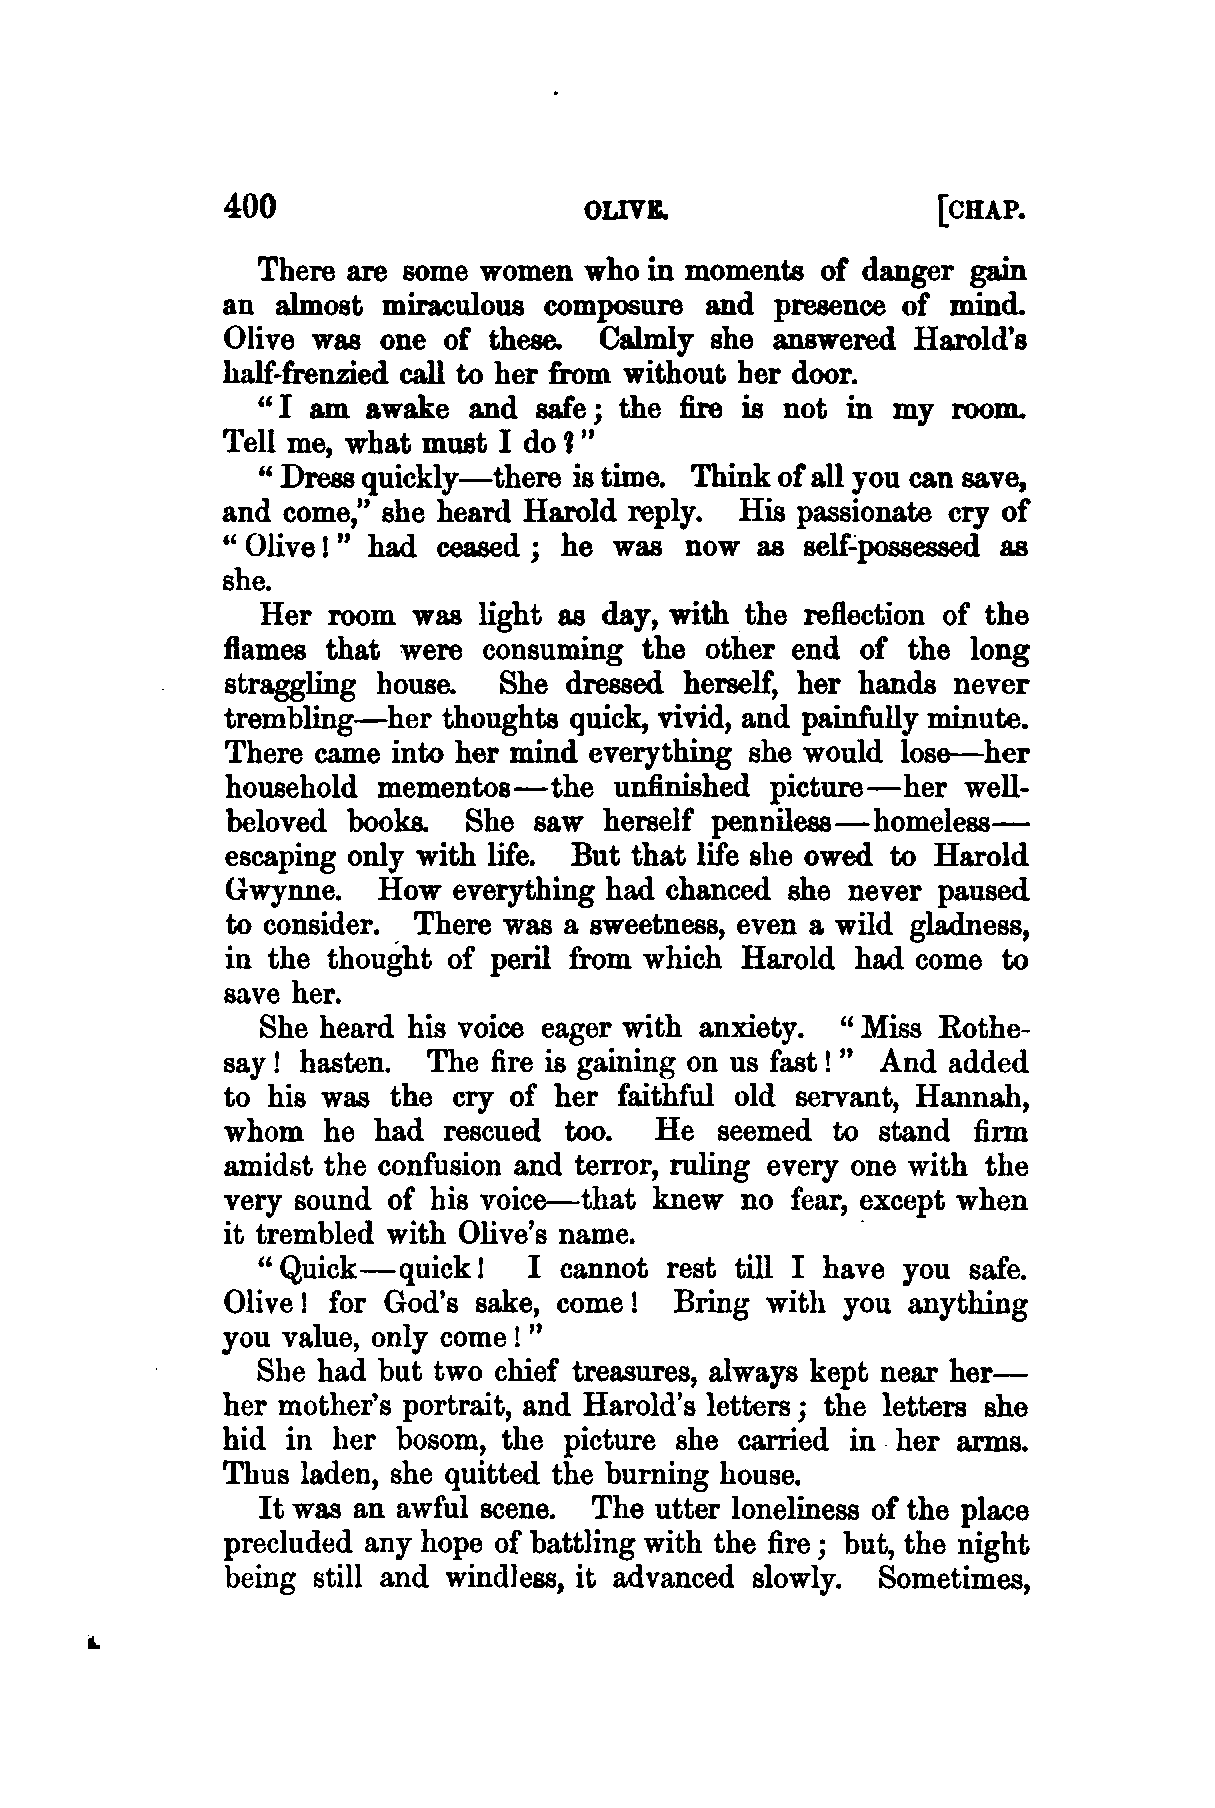 400 OLIVE. [CHAP.
There are some women who in moments of danger gain
an almost miraculous composure and presence of mind.
Olive was one of these. Calmly she answered Harold's
half-frenzied call to her from without her door.
"I am awake and safe; the fire is not in my room.
Tell me, what must I do?"
"Dress quickly—there is time. Think of all you can save,
and come," she heard Harold reply. His passionate cry of
"Olive!" had ceased; he was now as self-possessed as
she.
Her room was light as day, with the reflection of the
flames that were consuming the other end of the long
straggling house. She dressed herself, her hands never
trembling—her thoughts quick, vivid, and painfully minute.
There came into her mind everything she would lose—her
household mementos—the unfinished picture—her well-
beloved books. She saw herself penniless—homeless—
escaping only with life. But that life she owed to Harold
Gwynne. How everything had chanced she never paused
to consider. There was a sweetness, even a wild gladness,
in the thought of peril from which Harold had come to
save her.
She heard his voice eager with anxiety. "Miss Rothe-
say! hasten. The fire is gaining on us fast!" And added
to his was the cry of her faithful old servant, Hannah,
whom he had rescued too. He seemed to stand firm
amidst the confusion and terror, ruling every one with the
very sound of his voice—that knew no fear, except when
it trembled with Olive's name.
"Quick—quick! I cannot rest till I have you safe.
Olive! for God's sake, come! Bring with you anything
you value, only come!"
She had but two chief treasures, always kept near her—
her mother's portrait, and Harold's letters; the letters she
hid in her bosom, the picture she carried in her arms.
Thus laden, she quitted the burning house.
It was an awful scene. The utter loneliness of the place
precluded any hope of battling with the fire; but, the night
being still and windless, it advanced slowly. Sometimes,